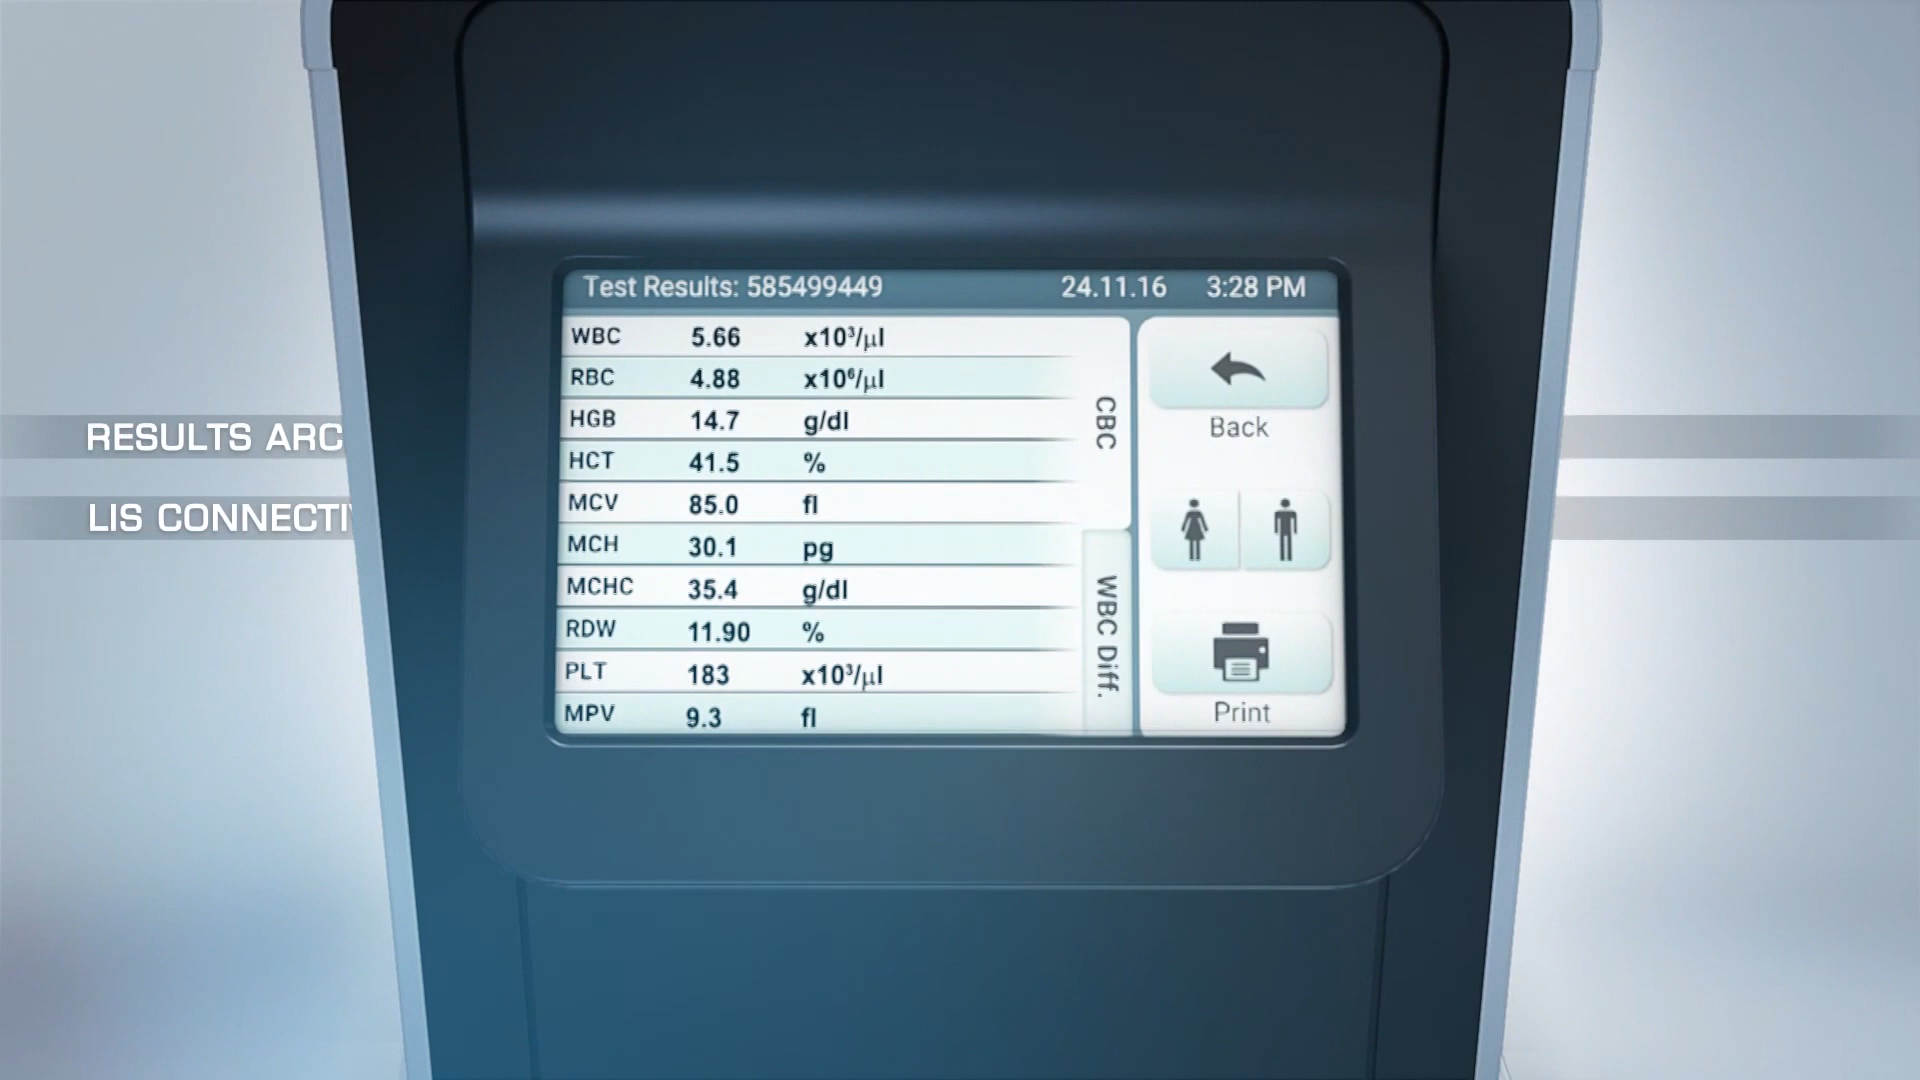 Test Results: 585499449 24.11.16 3:28 PM
WBC 5.66 x10³/µl
RBC 4.88 x10⁶/µl
HGB 14.7 g/dl
HCT 41.5 %
MCV 85.0 fl
MCH 30.1 pg
MCHC 35.4 g/dl
RDW 11.90 %
PLT 183 x10³/µl
MPV 9.3 fl
CBC
WBC Diff.
Back
Print
RESULTS ARC
LIS CONNECTI